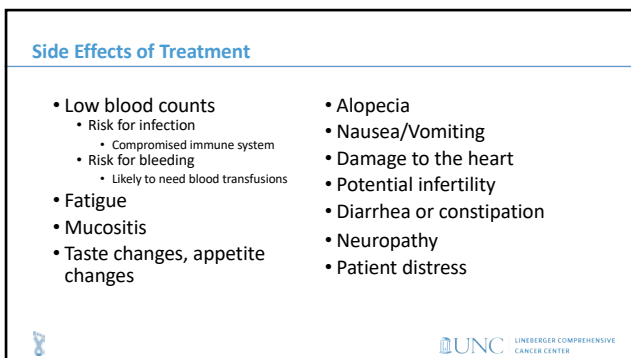 Side Effects of Treatment
• Low blood counts
• Risk for infection
• Compromised immune system
• Risk for bleeding
• Likely to need blood transfusions
• Fatigue
• Mucositis
• Taste changes, appetite
changes
• Alopecia
• Nausea/Vomiting
• Damage to the heart
• Potential infertility
• Diarrhea or constipation
• Neuropathy
• Patient distress
UNC LINEBERGER COMPREHENSIVE
CANCER CENTER